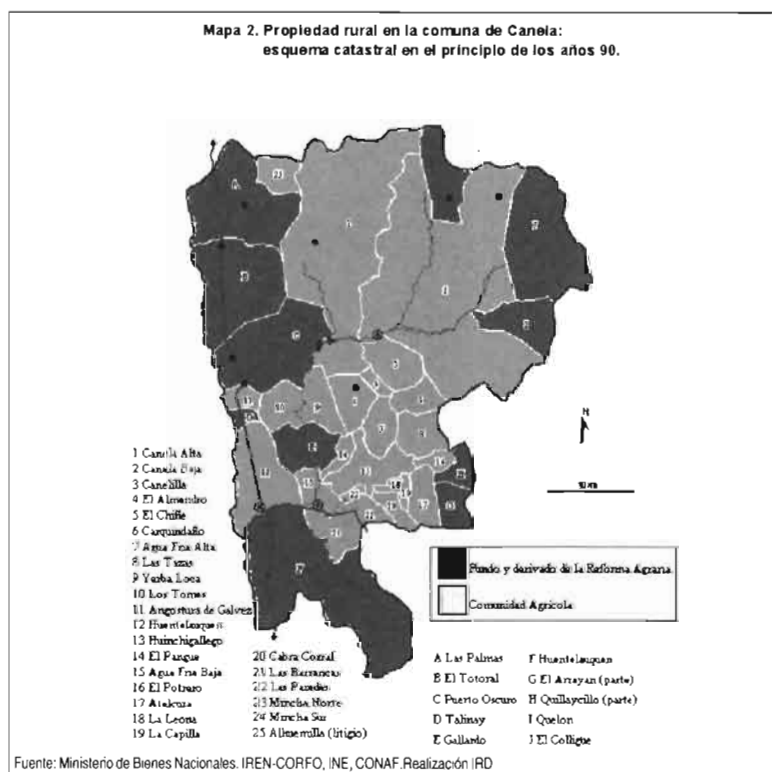 Mapa 2. Propiedad rural en la comuna de Canela:
esquema catastral en el principio de los años 90.
N
10 Km
1 Canela Alta
2 Canela Baja
3 Canelilla
4 El Almendro
5 El Chiñe
6 Carquindaño
7 Agua Fria Alta
8 Las Tazas
9 Yerba Loca
10 Los Tomes
11 Angostura de Galvez
12 Huentelauquen
13 Huinchigallego
14 El Pangue
15 Agua Fria Baja
16 El Potrero
17 Atelcura
18 La Leona
19 La Capilla
20 Cabra Corral
21 Las Barrancas
22 Las Paredes
23 Mincha Norte
24 Mincha Sur
25 Alhuemilla (litigio)
Fundo y derivado de la Reforma Agraria
Comunidad Agrícola
A Las Palmas
B El Totoral
C Puerto Oscuro
D Talinay
E Gallardo
F Huentelauquen
G El Arrayan (parte)
H Quillaycillo (parte)
I Quelon
J El Colligue
Fuente: Ministerio de Bienes Nacionales. IREN-CORFO, INE, CONAF.Realización IRD